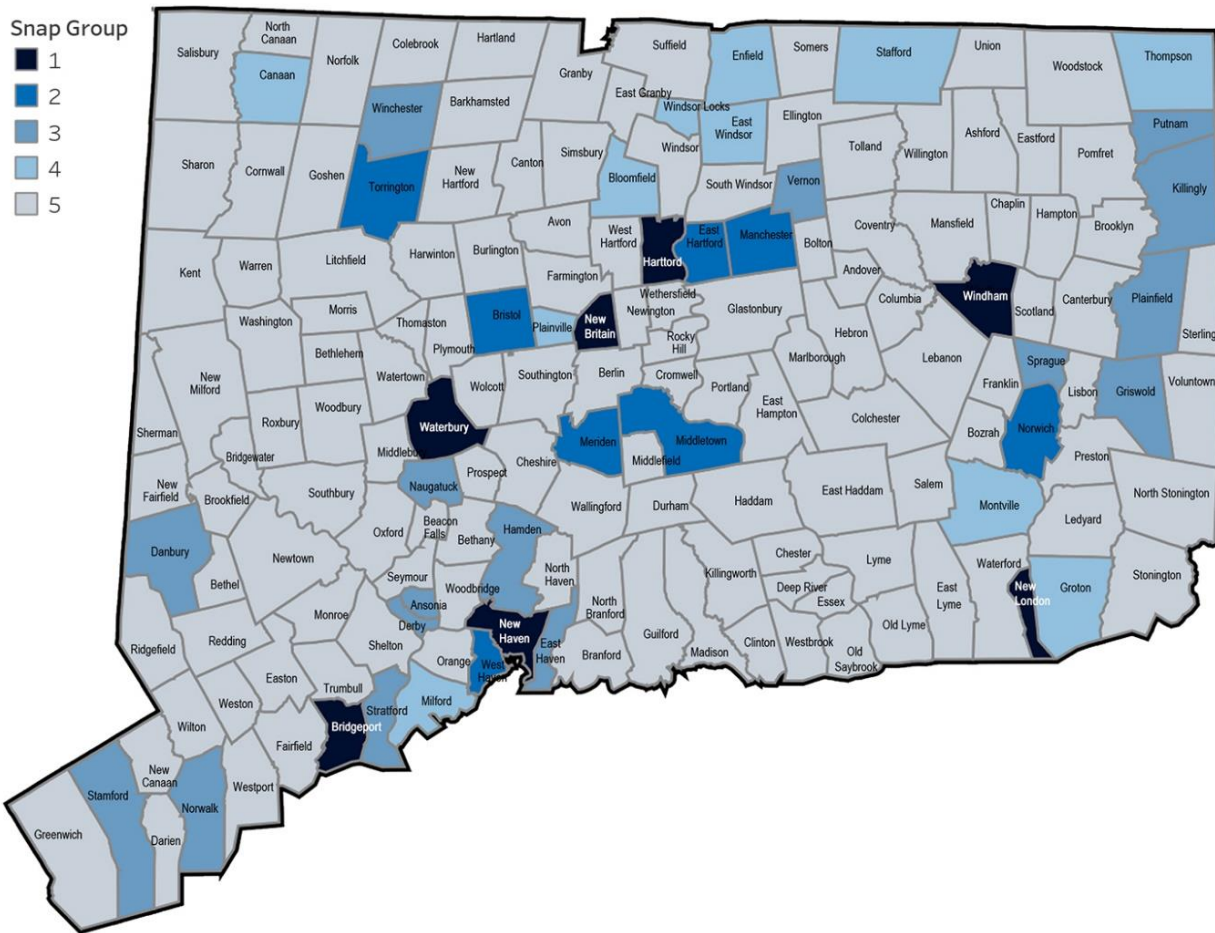 Snap Group
1
2
3
4
5
Salisbury
North
Canaan
Canaan
Norfolk
Colebrook
Hartland
Granby
Suffield
East Granby
Windsor Locks
Enfield
East
Windsor
Somers
Stafford
Union
Woodstock
Thompson
Winchester
Barkhamsted
Ellington
Putnam
Sharon
Cornwall
Goshen
Torrington
New
Hartford
Canton
Simsbury
Bloomfield
Windsor
South Windsor
Vernon
Tolland
Willington
Ashford
Eastford
Pomfret
Killingly
Kent
Warren
Litchfield
Harwinton
Burlington
Avon
Farmington
West
Hartford
Harttord
East
Hartford
Manchester
Bolton
Coventry
Andover
Columbia
Mansfield
Chaplin
Hampton
Brooklyn
Washington
Morris
Thomaston
Plymouth
Bristol
Plainville
New
Britain
Wethersfield
Newington
Rocky
Hill
Glastonbury
Hebron
Marlborough
Windham
Scotland
Canterbury
Plainfield
Sterling
New
Milford
Bethlehem
Watertown
Wolcott
Southington
Berlin
Cromwell
Portland
East
Hampton
Lebanon
Franklin
Sprague
Lisbon
Griswold
Voluntown
Sherman
Roxbury
Woodbury
Waterbury
Meriden
Middletown
Middlefield
Colchester
Bozrah
Norwich
Preston
Bridgewater
Middlebury
Prospect
Cheshire
New
Fairfield
Brookfield
Southbury
Naugatuck
Wallingford
Durham
Haddam
East Haddam
Salem
Montville
Ledyard
North Stonington
Danbury
Bethel
Newtown
Oxford
Beacon
Falls
Bethany
Hamden
North
Haven
North
Branford
Killingworth
Chester
Deep River
Essex
Lyme
East
Lyme
Waterford
New
London
Groton
Stonington
Seymour
Woodbridge
Ansonia
Derby
Ridgefield
Redding
Monroe
Shelton
Orange
New
Haven
West
Haven
East
Haven
Branford
Guilford
Madison
Clinton
Westbrook
Old
Saybrook
Old Lyme
Easton
Trumbull
Stratford
Milford
Wilton
Weston
Fairfield
Bridgeport
New
Canaan
Westport
Greenwich
Stamford
Darien
Norwalk